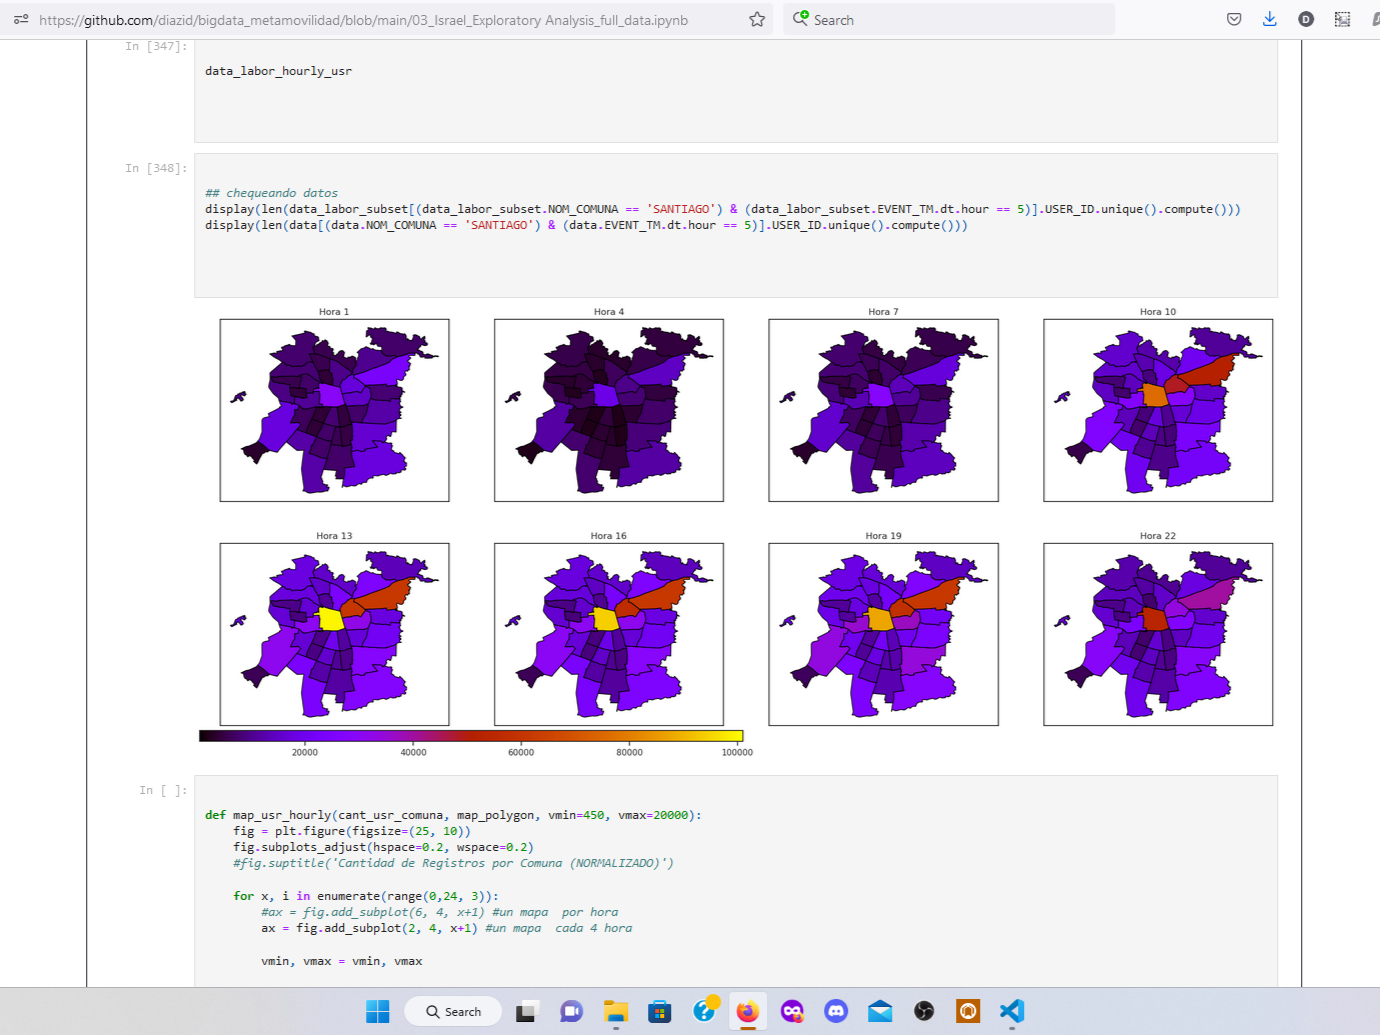 https://github.com/diazid/bigdata_metamovilidad/blob/main/03_Israel_Exploratory Analysis_full_data.ipynb
Search
D
In [347]:
data_labor_hourly_usr
In [348]:
## chequeando datos
display(len(data_labor_subset[(data_labor_subset.NOM_COMUNA == 'SANTIAGO') & (data_labor_subset.EVENT_TM.dt.hour == 5)].USER_ID.unique().compute()))
display(len(data[(data.NOM_COMUNA == 'SANTIAGO') & (data.EVENT_TM.dt.hour == 5)].USER_ID.unique().compute()))
Hora 1
Hora 4
Hora 7
Hora 10
Hora 13
Hora 16
Hora 19
Hora 22
20000
40000
60000
80000
100000
In [ ]:
def map_usr_hourly(cant_usr_comuna, map_polygon, vmin=450, vmax=20000):
fig = plt.figure(figsize=(25, 10))
fig.subplots_adjust(hspace=0.2, wspace=0.2)
#fig.suptitle('Cantidad de Registros por Comuna (NORMALIZADO)')
for x, i in enumerate(range(0,24, 3)):
#ax = fig.add_subplot(6, 4, x+1) #un mapa  por hora
ax = fig.add_subplot(2, 4, x+1) #un mapa  cada 4 hora
vmin, vmax = vmin, vmax
Search